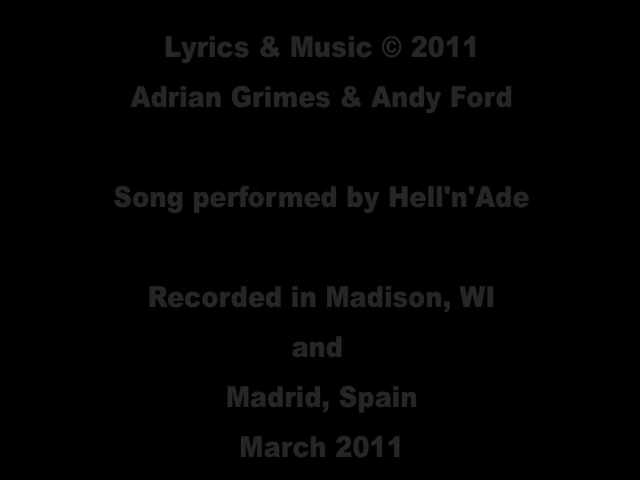 Lyrics & Music © 2011
Adrian Grimes & Andy Ford
Song performed by Hell'n'Ade
Recorded in Madison, WI
and
Madrid, Spain
March 2011